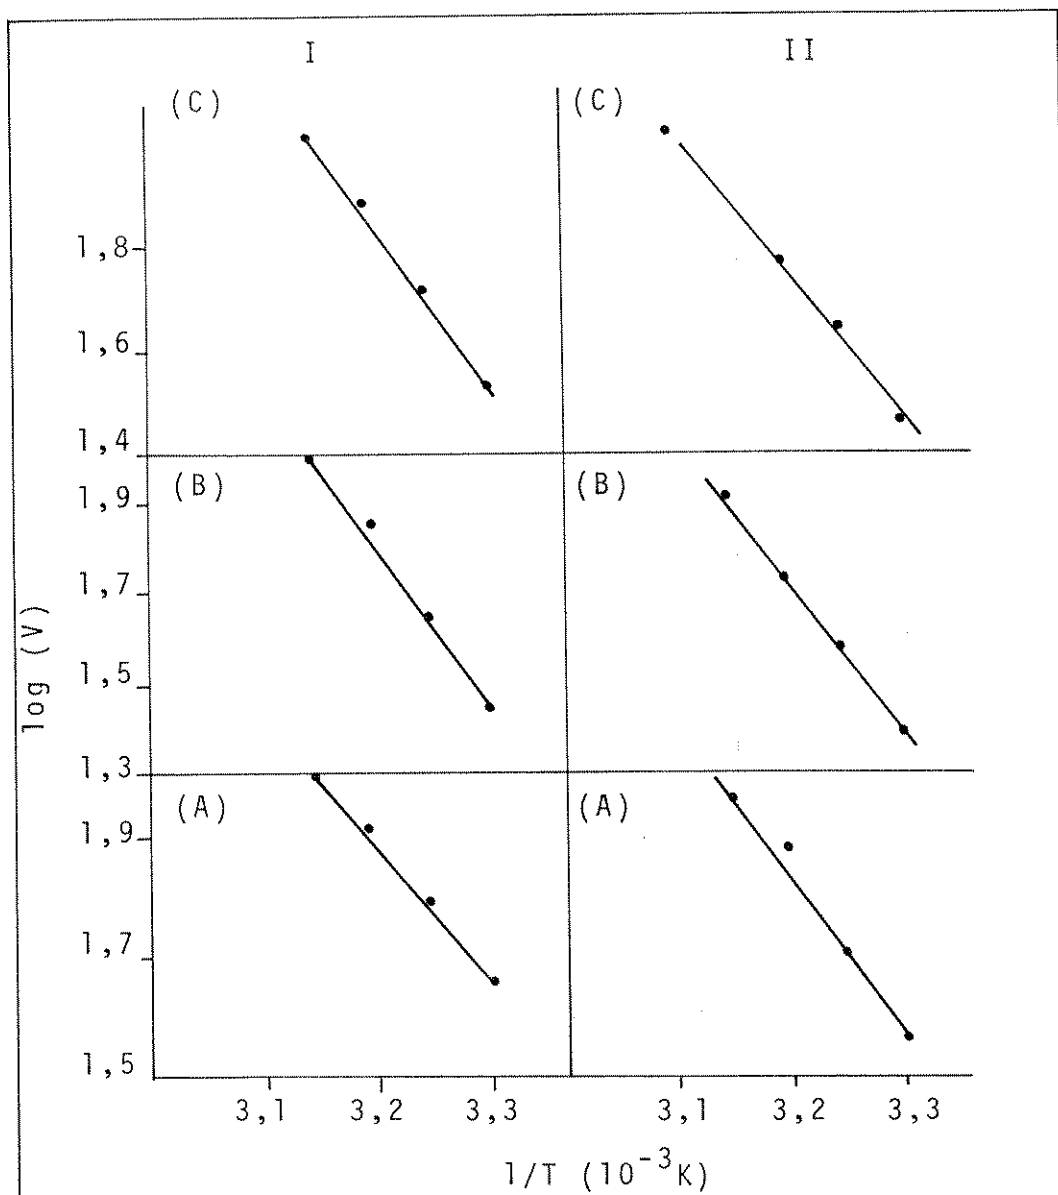 I
II
(C)
(C)
1,8
1,6
1,4
(B)
(B)
1,9
1,7
1,5
1,3
log (V)
(A)
(A)
1,9
1,7
1,5
3,1 3,2 3,3
3,1 3,2 3,3
1/T (10⁻³K)